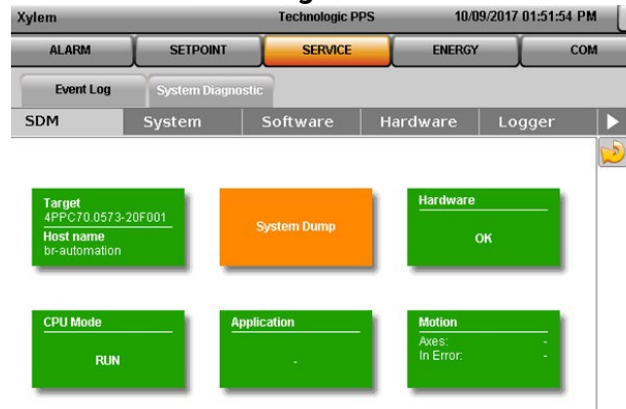 Xylem Technologic PPS 10/09/2017 01:51:54 PM
ALARM SETPOINT SERVICE ENERGY COM
Event Log System Diagnostic
SDM System Software Hardware Logger
Target
4PPC70.0573-20F001
Host name
br-automation
System Dump
Hardware
OK
CPU Mode
RUN
Application
-
Motion
Axes: -
In Error: -